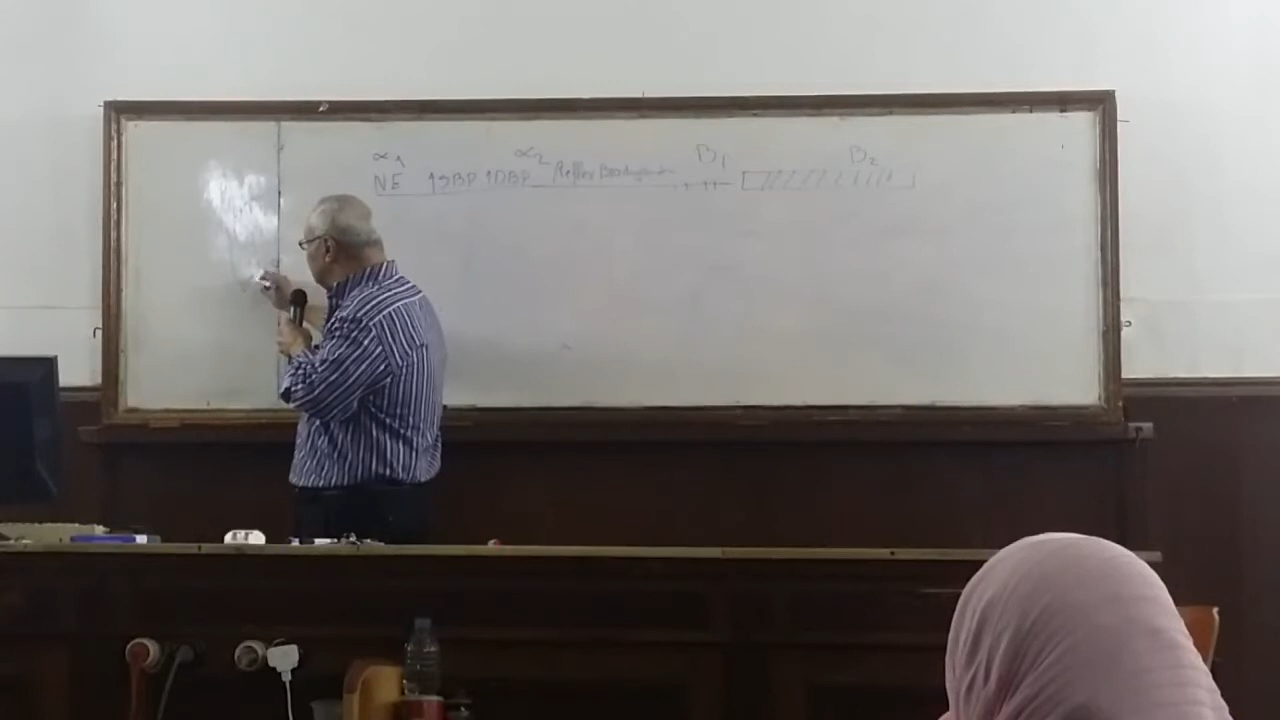 α1 α2 B1 B2
NE ↑SBP ↑DBP Reflex Bradycardia